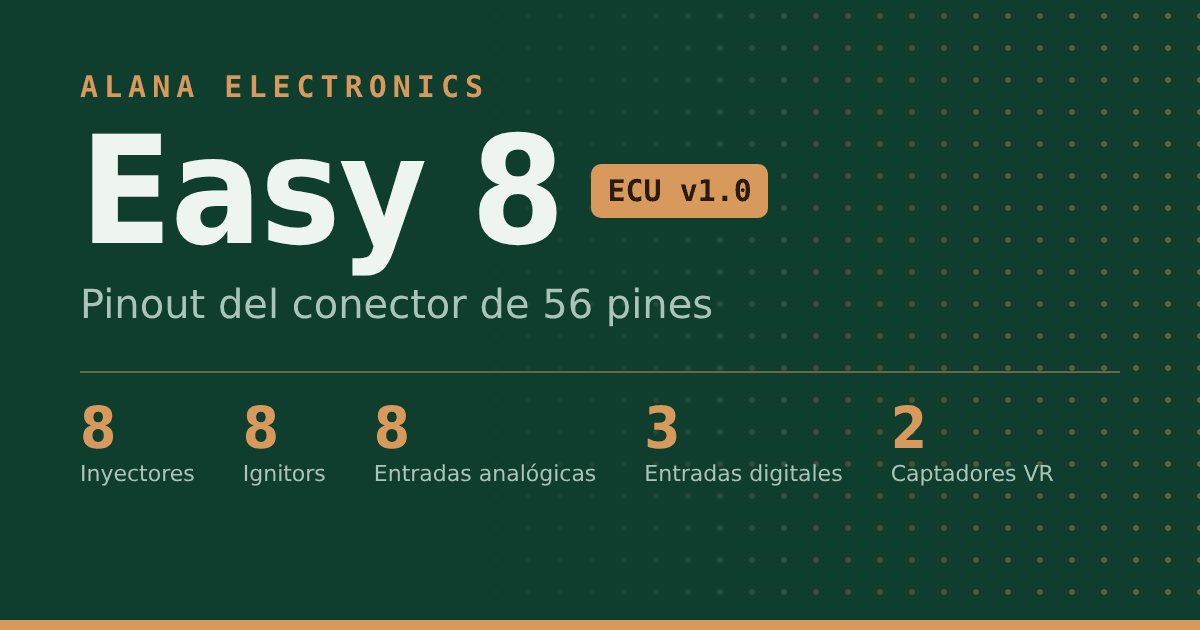 ALANA ELECTRONICS
Easy 8 ECU v1.0
Pinout del conector de 56 pines
8 8 8 3 2
Inyectores Ignitors Entradas analógicas Entradas digitales Captadores VR